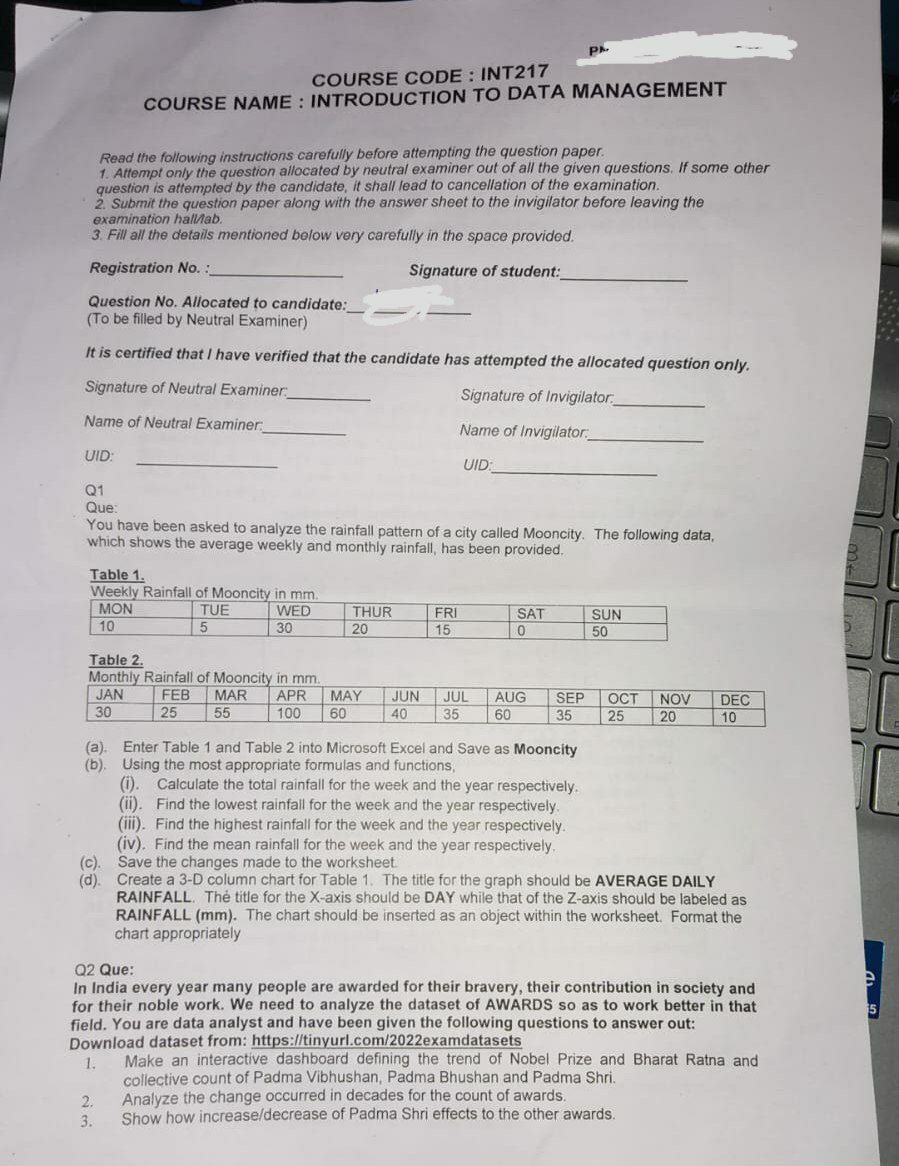 COURSE CODE : INT217
COURSE NAME : INTRODUCTION TO DATA MANAGEMENT
Read the following instructions carefully before attempting the question paper.
1. Attempt only the question allocated by neutral examiner out of all the given questions. If some other
question is attempted by the candidate, it shall lead to cancellation of the examination.
2. Submit the question paper along with the answer sheet to the invigilator before leaving the
examination hall/lab.
3. Fill all the details mentioned below very carefully in the space provided.
Registration No. :____________ Signature of student:____________
Question No. Allocated to candidate:____________
(To be filled by Neutral Examiner)
It is certified that I have verified that the candidate has attempted the allocated question only.
Signature of Neutral Examiner:____________ Signature of Invigilator:____________
Name of Neutral Examiner:____________ Name of Invigilator:____________
UID: ____________ UID:____________
Q1
Que:
You have been asked to analyze the rainfall pattern of a city called Mooncity. The following data,
which shows the average weekly and monthly rainfall, has been provided.
Table 1.
Weekly Rainfall of Mooncity in mm.
MON TUE WED THUR FRI SAT SUN
10 5 30 20 15 0 50
Table 2.
Monthly Rainfall of Mooncity in mm.
JAN FEB MAR APR MAY JUN JUL AUG SEP OCT NOV DEC
30 25 55 100 60 40 35 60 35 25 20 10
(a). Enter Table 1 and Table 2 into Microsoft Excel and Save as Mooncity
(b). Using the most appropriate formulas and functions,
(i). Calculate the total rainfall for the week and the year respectively.
(ii). Find the lowest rainfall for the week and the year respectively.
(iii). Find the highest rainfall for the week and the year respectively.
(iv). Find the mean rainfall for the week and the year respectively.
(c). Save the changes made to the worksheet.
(d). Create a 3-D column chart for Table 1. The title for the graph should be AVERAGE DAILY
RAINFALL. The title for the X-axis should be DAY while that of the Z-axis should be labeled as
RAINFALL (mm). The chart should be inserted as an object within the worksheet. Format the
chart appropriately
Q2 Que:
In India every year many people are awarded for their bravery, their contribution in society and
for their noble work. We need to analyze the dataset of AWARDS so as to work better in that
field. You are data analyst and have been given the following questions to answer out:
Download dataset from: https://tinyurl.com/2022examdatasets
1. Make an interactive dashboard defining the trend of Nobel Prize and Bharat Ratna and
collective count of Padma Vibhushan, Padma Bhushan and Padma Shri.
2. Analyze the change occurred in decades for the count of awards.
3. Show how increase/decrease of Padma Shri effects to the other awards.